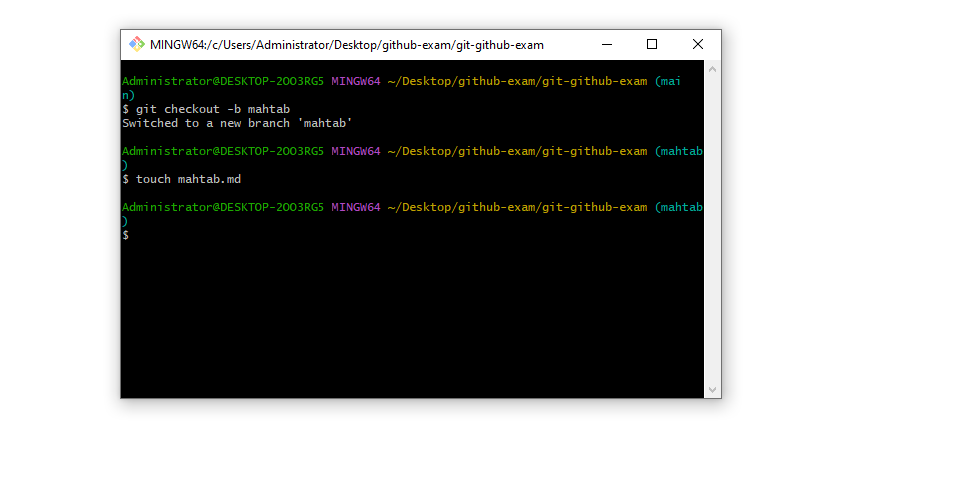 MINGW64:/c/Users/Administrator/Desktop/github-exam/git-github-exam
Administrator@DESKTOP-2OO3RG5 MINGW64 ~/Desktop/github-exam/git-github-exam (mai
n)
$ git checkout -b mahtab
Switched to a new branch 'mahtab'
Administrator@DESKTOP-2OO3RG5 MINGW64 ~/Desktop/github-exam/git-github-exam (mahtab
)
$ touch mahtab.md
Administrator@DESKTOP-2OO3RG5 MINGW64 ~/Desktop/github-exam/git-github-exam (mahtab
)
$